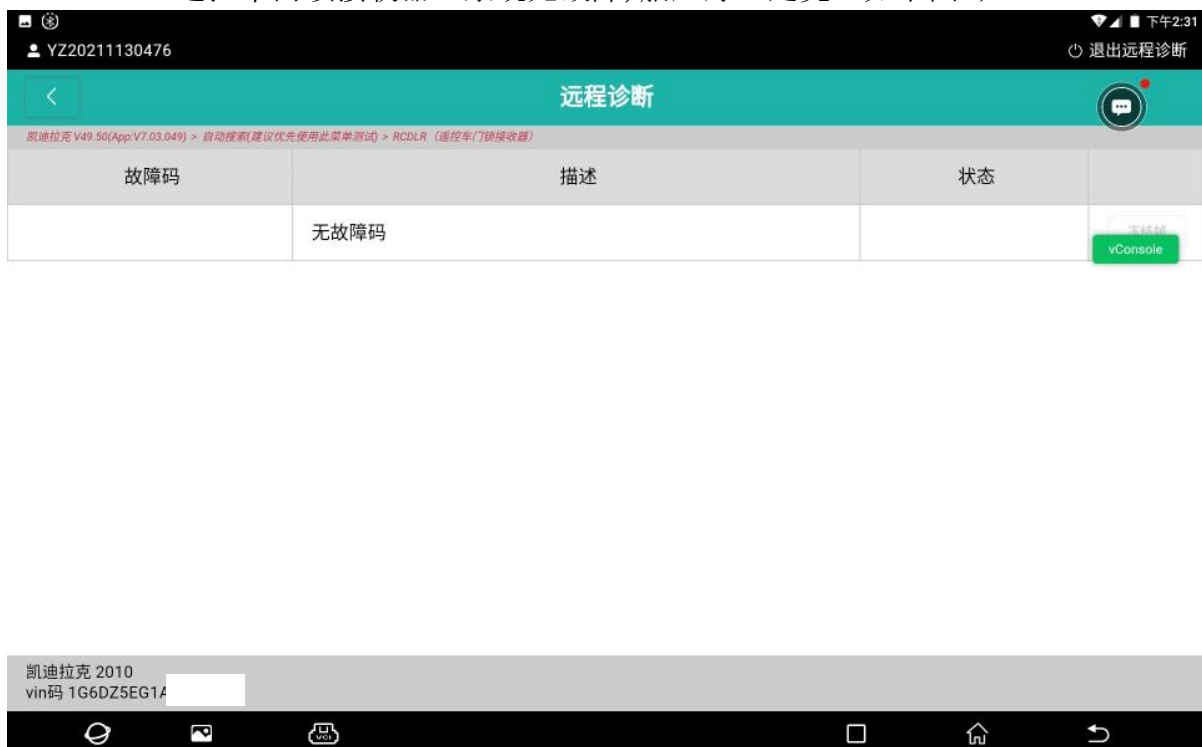 下午2:31
YZ20211130476
退出远程诊断
远程诊断
凯迪拉克 V49.50(App:V7.03.049) > 自动搜索(建议优先使用此菜单测试) > RCDLR（遥控车门锁接收器）
故障码 描述 状态
无故障码
vConsole
凯迪拉克 2010
vin码 1G6DZ5EG1A
VCI